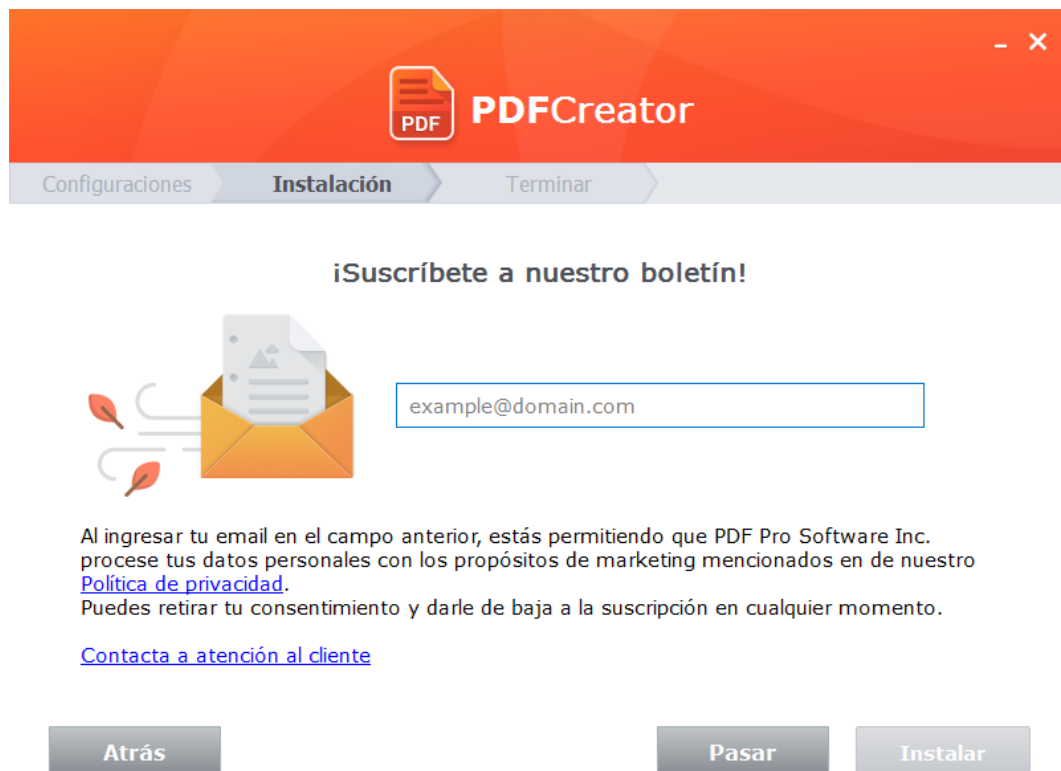 PDF PDFCreator
Configuraciones Instalación Terminar
¡Suscríbete a nuestro boletín!
example@domain.com
Al ingresar tu email en el campo anterior, estás permitiendo que PDF Pro Software Inc.
procese tus datos personales con los propósitos de marketing mencionados en de nuestro
Política de privacidad.
Puedes retirar tu consentimiento y darle de baja a la suscripción en cualquier momento.
Contacta a atención al cliente
Atrás Pasar Instalar